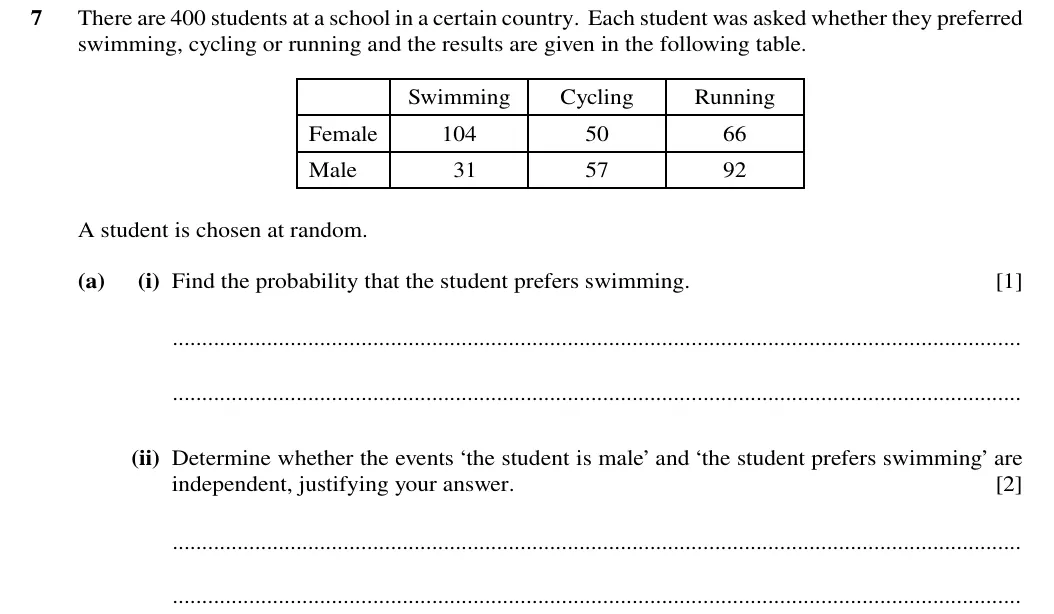 7 There are 400 students at a school in a certain country. Each student was asked whether they preferred
swimming, cycling or running and the results are given in the following table.
Swimming Cycling Running
Female 104 50 66
Male 31 57 92
A student is chosen at random.
(a) (i) Find the probability that the student prefers swimming. [1]
(ii) Determine whether the events ‘the student is male’ and ‘the student prefers swimming’ are
independent, justifying your answer. [2]